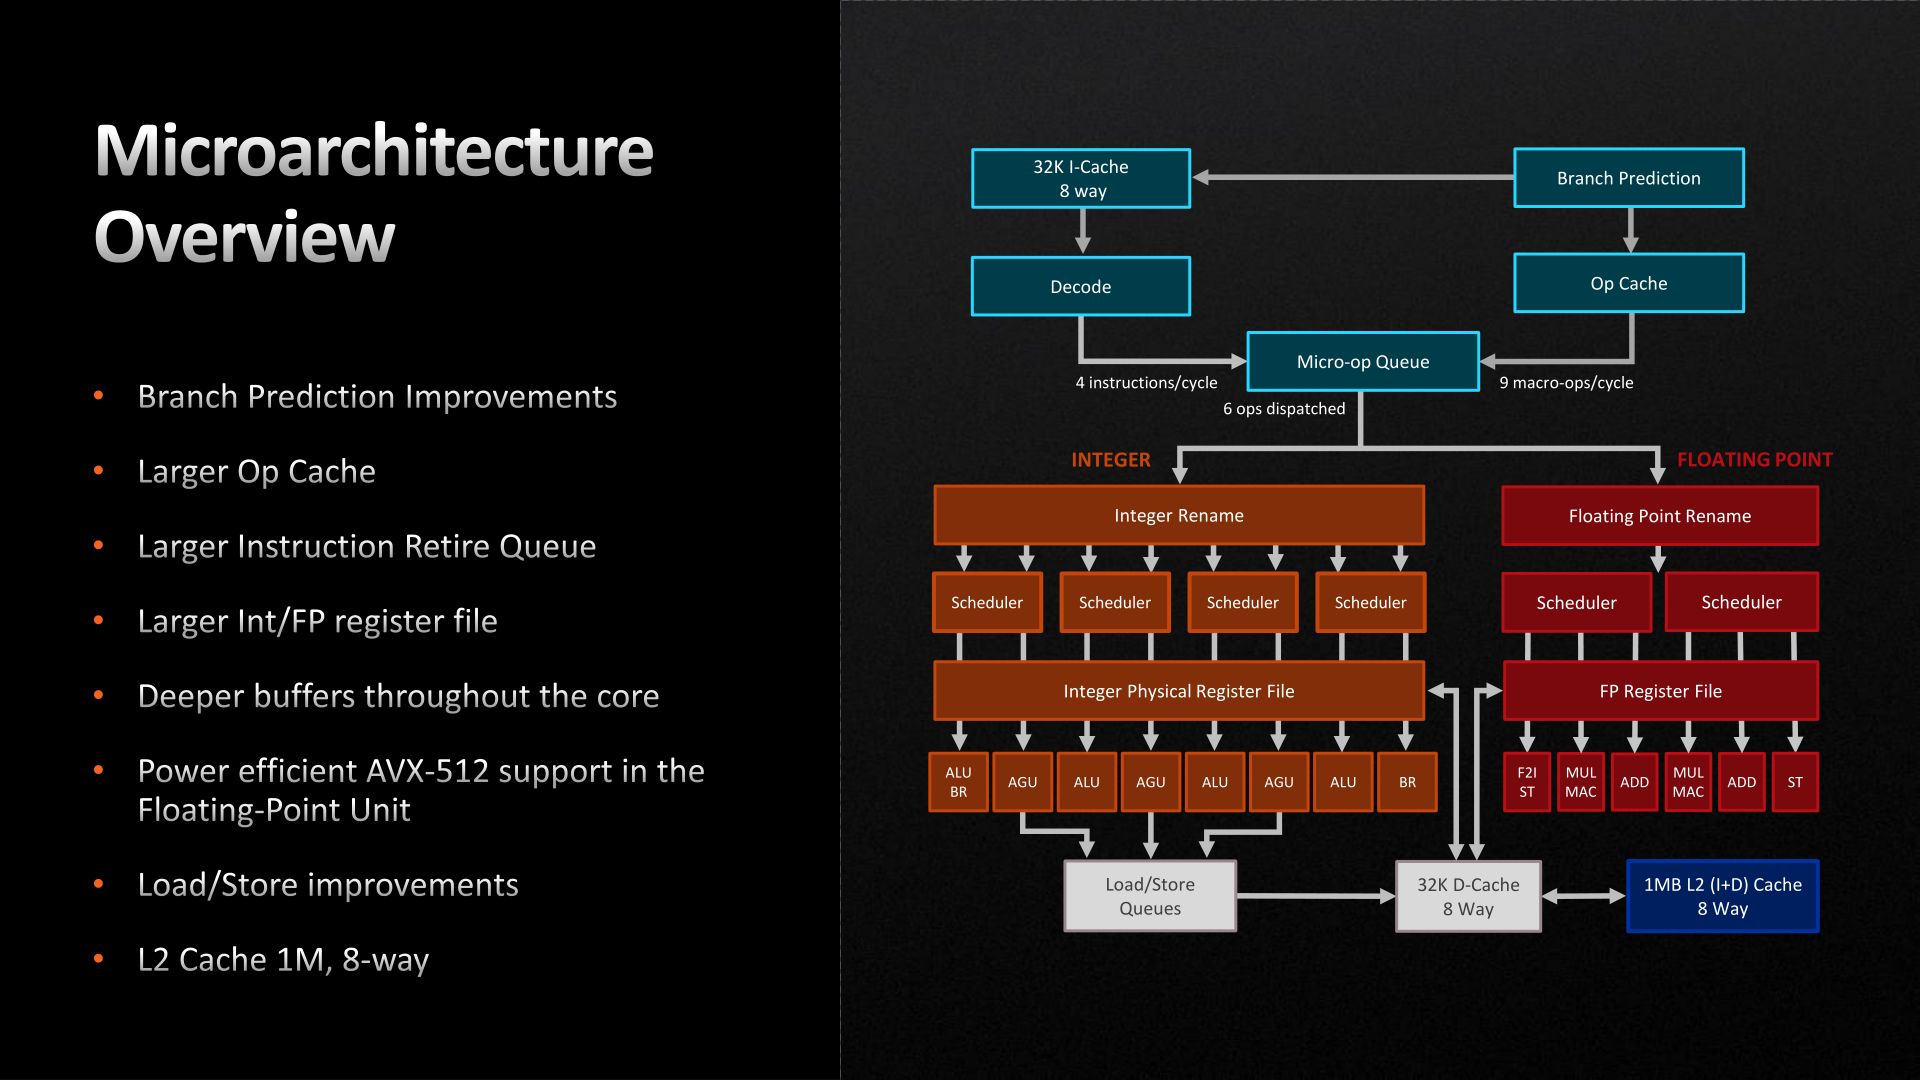 Microarchitecture
Overview
• Branch Prediction Improvements
• Larger Op Cache
• Larger Instruction Retire Queue
• Larger Int/FP register file
• Deeper buffers throughout the core
• Power efficient AVX-512 support in the
Floating-Point Unit
• Load/Store improvements
• L2 Cache 1M, 8-way
32K I-Cache
8 way
Branch Prediction
Decode
Op Cache
Micro-op Queue
4 instructions/cycle
9 macro-ops/cycle
6 ops dispatched
INTEGER
FLOATING POINT
Integer Rename
Floating Point Rename
Scheduler
Scheduler
Scheduler
Scheduler
Scheduler
Scheduler
Integer Physical Register File
FP Register File
ALU
BR
AGU
ALU
AGU
ALU
AGU
ALU
BR
F2I
ST
MUL
MAC
ADD
MUL
MAC
ADD
ST
Load/Store
Queues
32K D-Cache
8 Way
1MB L2 (I+D) Cache
8 Way